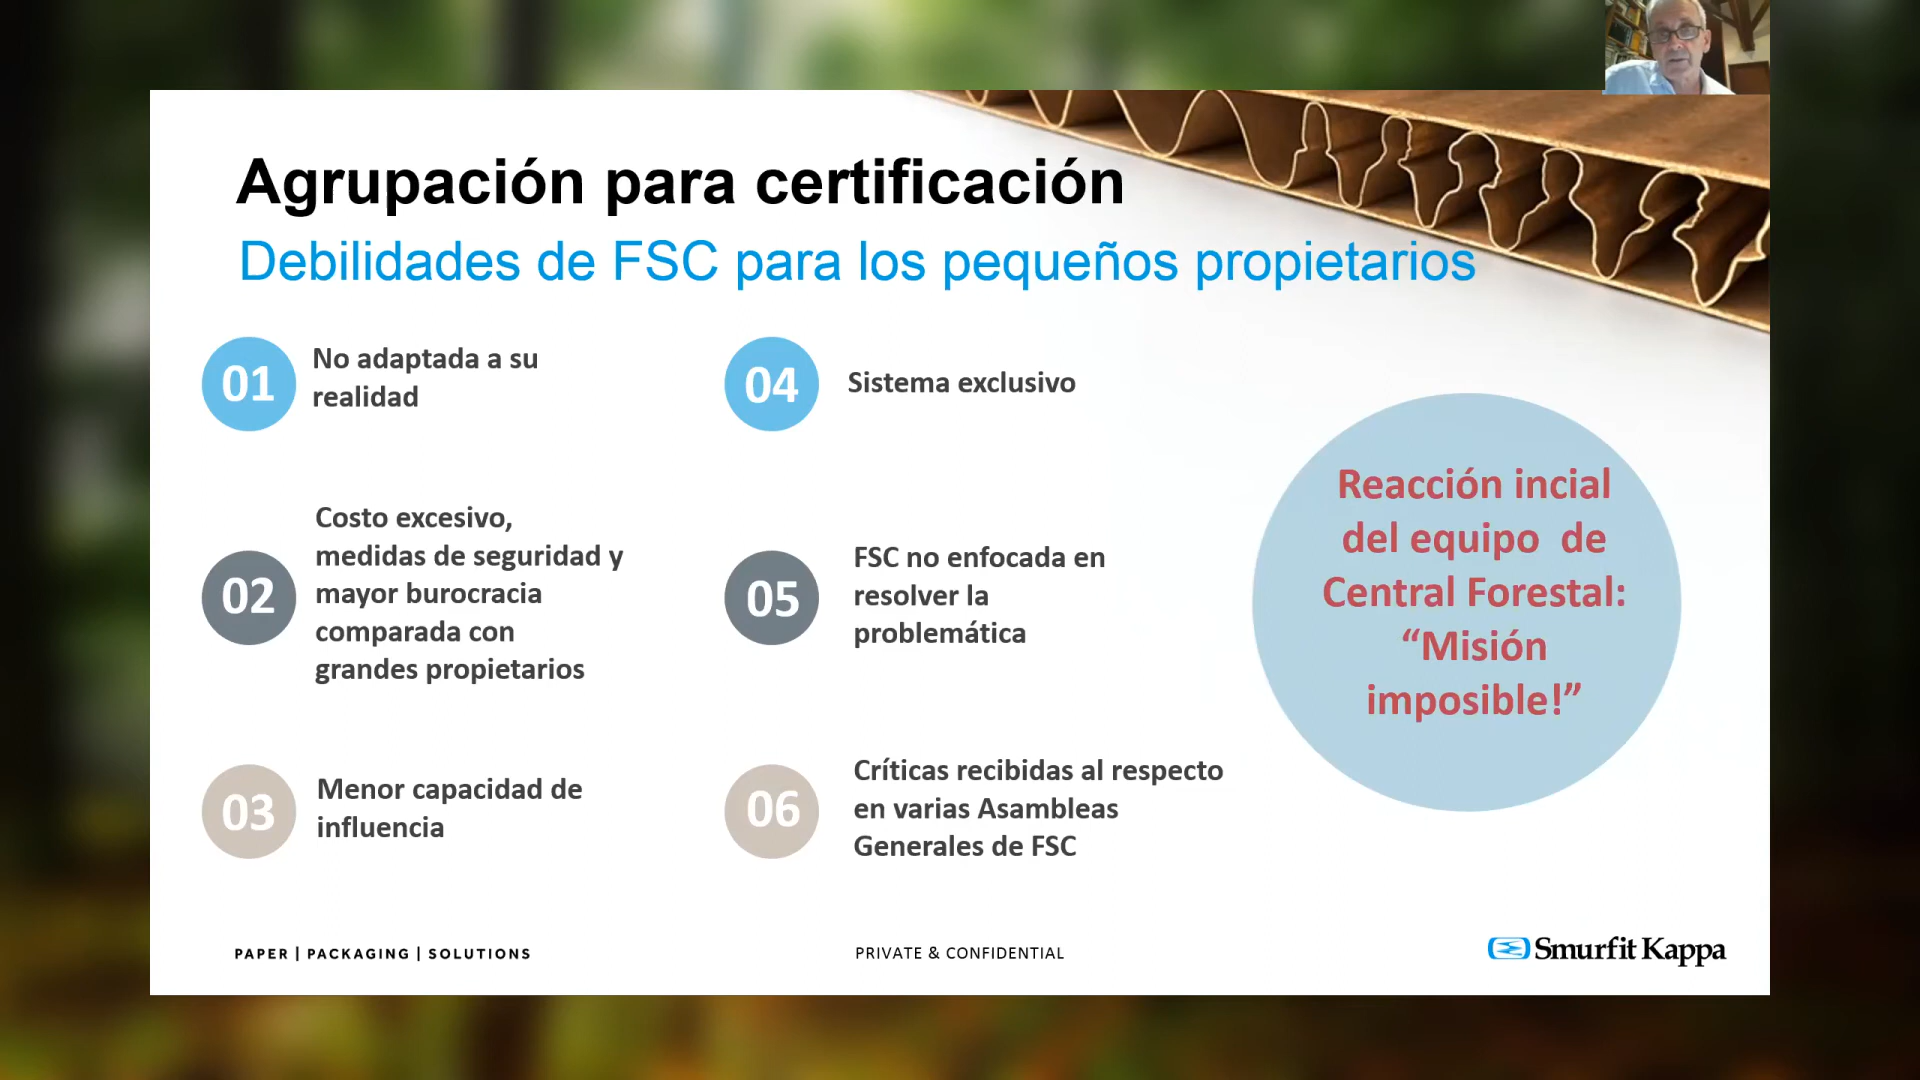 Agrupación para certificación
Debilidades de FSC para los pequeños propietarios
01
No adaptada a su
realidad
02
Costo excesivo,
medidas de seguridad y
mayor burocracia
comparada con
grandes propietarios
03
Menor capacidad de
influencia
04
Sistema exclusivo
05
FSC no enfocada en
resolver la
problemática
06
Críticas recibidas al respecto
en varias Asambleas
Generales de FSC
Reacción incial
del equipo  de
Central Forestal:
“Misión
imposible!”
PAPER | PACKAGING | SOLUTIONS
PRIVATE & CONFIDENTIAL
Smurfit Kappa